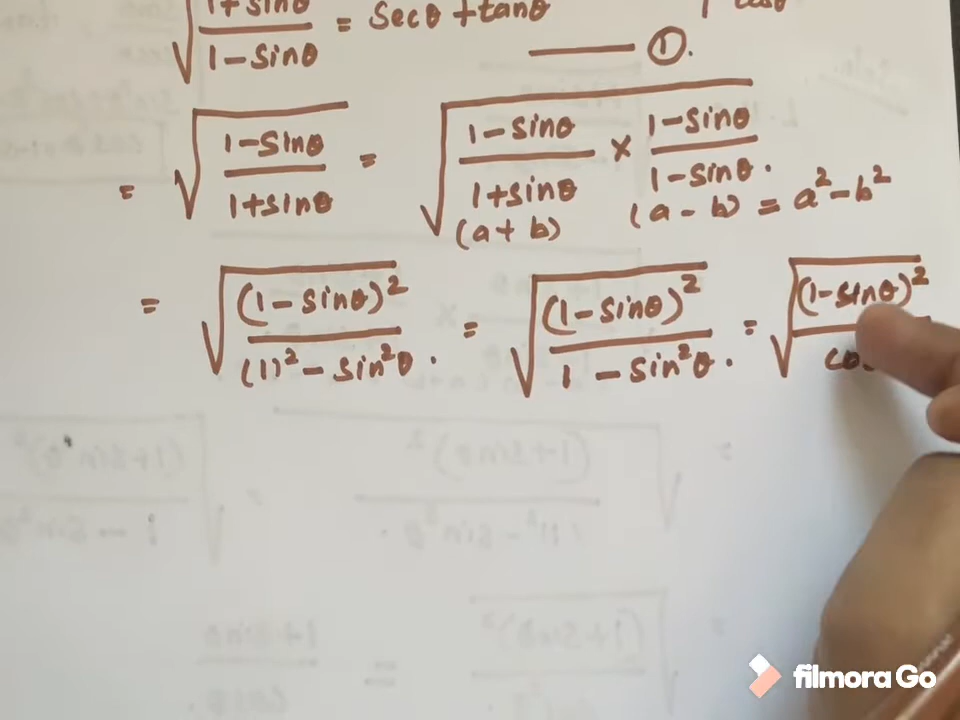 √(1+sinθ / 1-sinθ) = Secθ + tanθ
——— ①.
= √(1-Sinθ / 1+sinθ) = √(1-sinθ / 1+sinθ × 1-sinθ / 1-sinθ.)
(a+b) (a-b) = a²-b²
= √((1-sinθ)² / (1)²-sin²θ.) = √((1-sinθ)² / 1-sin²θ.) = √((1-sinθ)² /
filmora Go